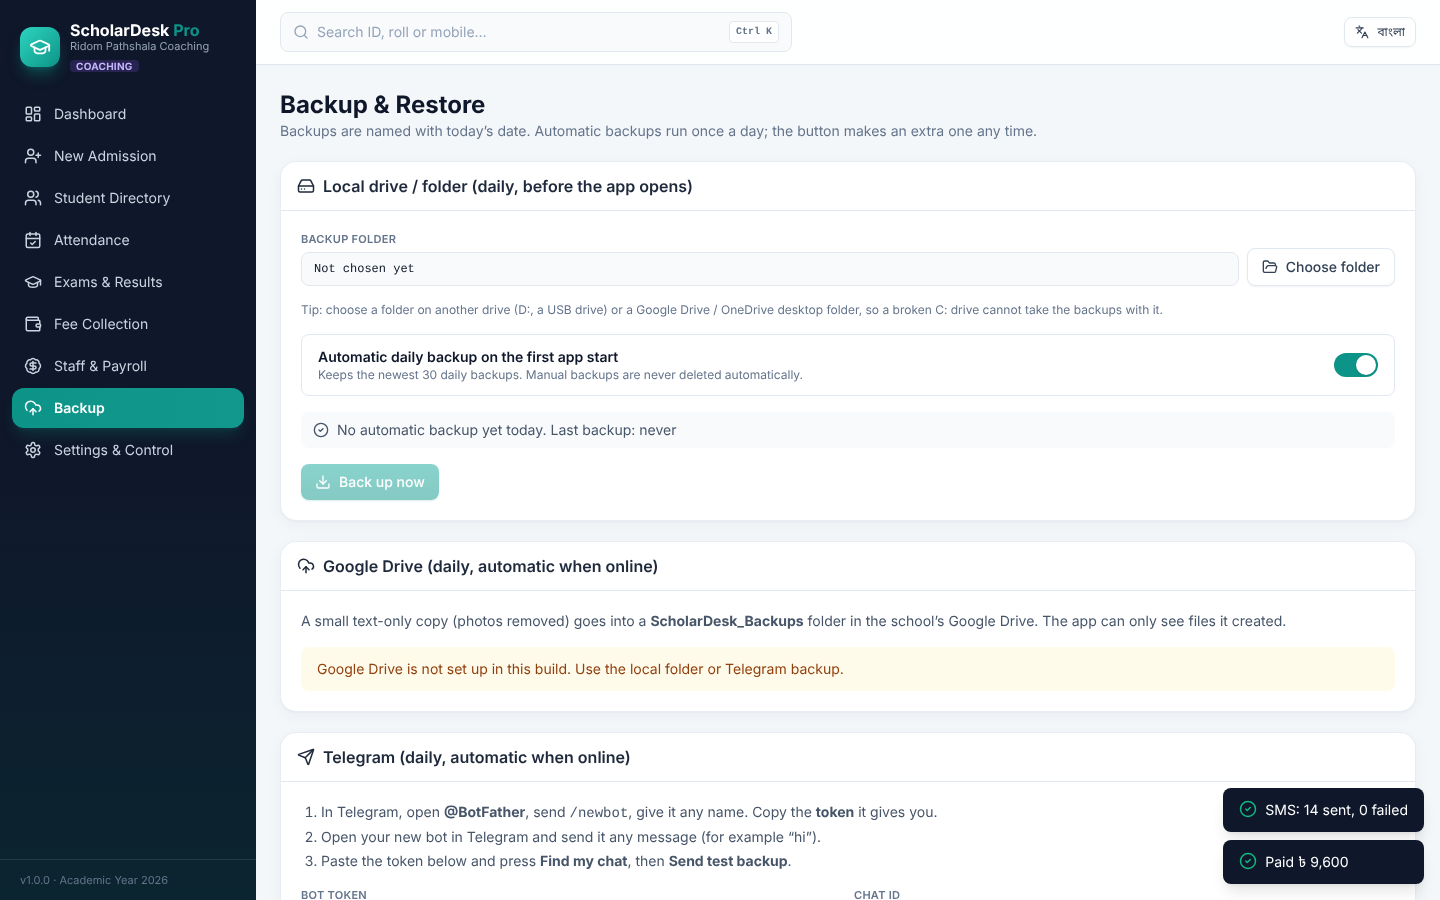 ScholarDesk Pro
Ridom Pathshala Coaching
COACHING
Dashboard
New Admission
Student Directory
Attendance
Exams & Results
Fee Collection
Staff & Payroll
Backup
Settings & Control
v1.0.0 · Academic Year 2026
Search ID, roll or mobile...
Ctrl K
বাংলা
Backup & Restore
Backups are named with today's date. Automatic backups run once a day; the button makes an extra one any time.
Local drive / folder (daily, before the app opens)
BACKUP FOLDER
Not chosen yet
Choose folder
Tip: choose a folder on another drive (D:, a USB drive) or a Google Drive / OneDrive desktop folder, so a broken C: drive cannot take the backups with it.
Automatic daily backup on the first app start
Keeps the newest 30 daily backups. Manual backups are never deleted automatically.
No automatic backup yet today. Last backup: never
Back up now
Google Drive (daily, automatic when online)
A small text-only copy (photos removed) goes into a ScholarDesk_Backups folder in the school's Google Drive. The app can only see files it created.
Google Drive is not set up in this build. Use the local folder or Telegram backup.
Telegram (daily, automatic when online)
1. In Telegram, open @BotFather, send /newbot, give it any name. Copy the token it gives you.
2. Open your new bot in Telegram and send it any message (for example “hi”).
3. Paste the token below and press Find my chat, then Send test backup.
BOT TOKEN
CHAT ID
SMS: 14 sent, 0 failed
Paid ৳ 9,600